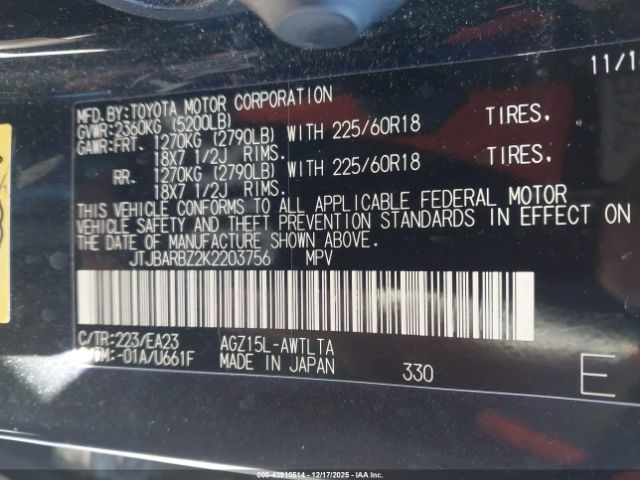 11/1
MFD.BY:TOYOTA MOTOR CORPORATION
GVWR:2360KG (5200LB)
GAWR:FRT. 1270KG (2790LB) WITH 225/60R18 TIRES.
18X7 1/2J RIMS.
RR. 1270KG (2790LB) WITH 225/60R18 TIRES.
18X7 1/2J RIMS.
THIS VEHICLE CONFORMS TO ALL APPLICABLE FEDERAL MOTOR
VEHICLE SAFETY AND THEFT PREVENTION STANDARDS IN EFFECT ON
THE DATE OF MANUFACTURE SHOWN ABOVE.
JTJBARBZ2K2203756 MPV
C/TR:223/EA23 AGZ15L-AWTLTA
-01A/U661F MADE IN JAPAN 330 E
000-43910514 - 12/17/2025 - IAA Inc.